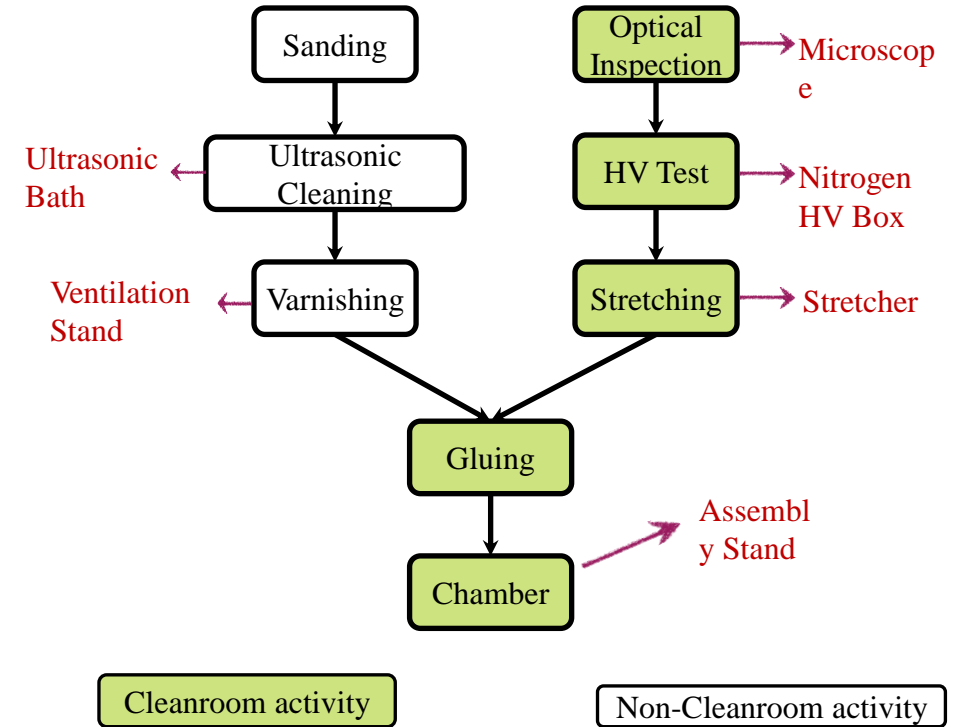 Sanding
Optical
Inspection
Microscop
e
Ultrasonic
Bath
Ultrasonic
Cleaning
HV Test
Nitrogen
HV Box
Ventilation
Stand
Varnishing
Stretching
Stretcher
Gluing
Assembl
y Stand
Chamber
Cleanroom activity
Non-Cleanroom activity